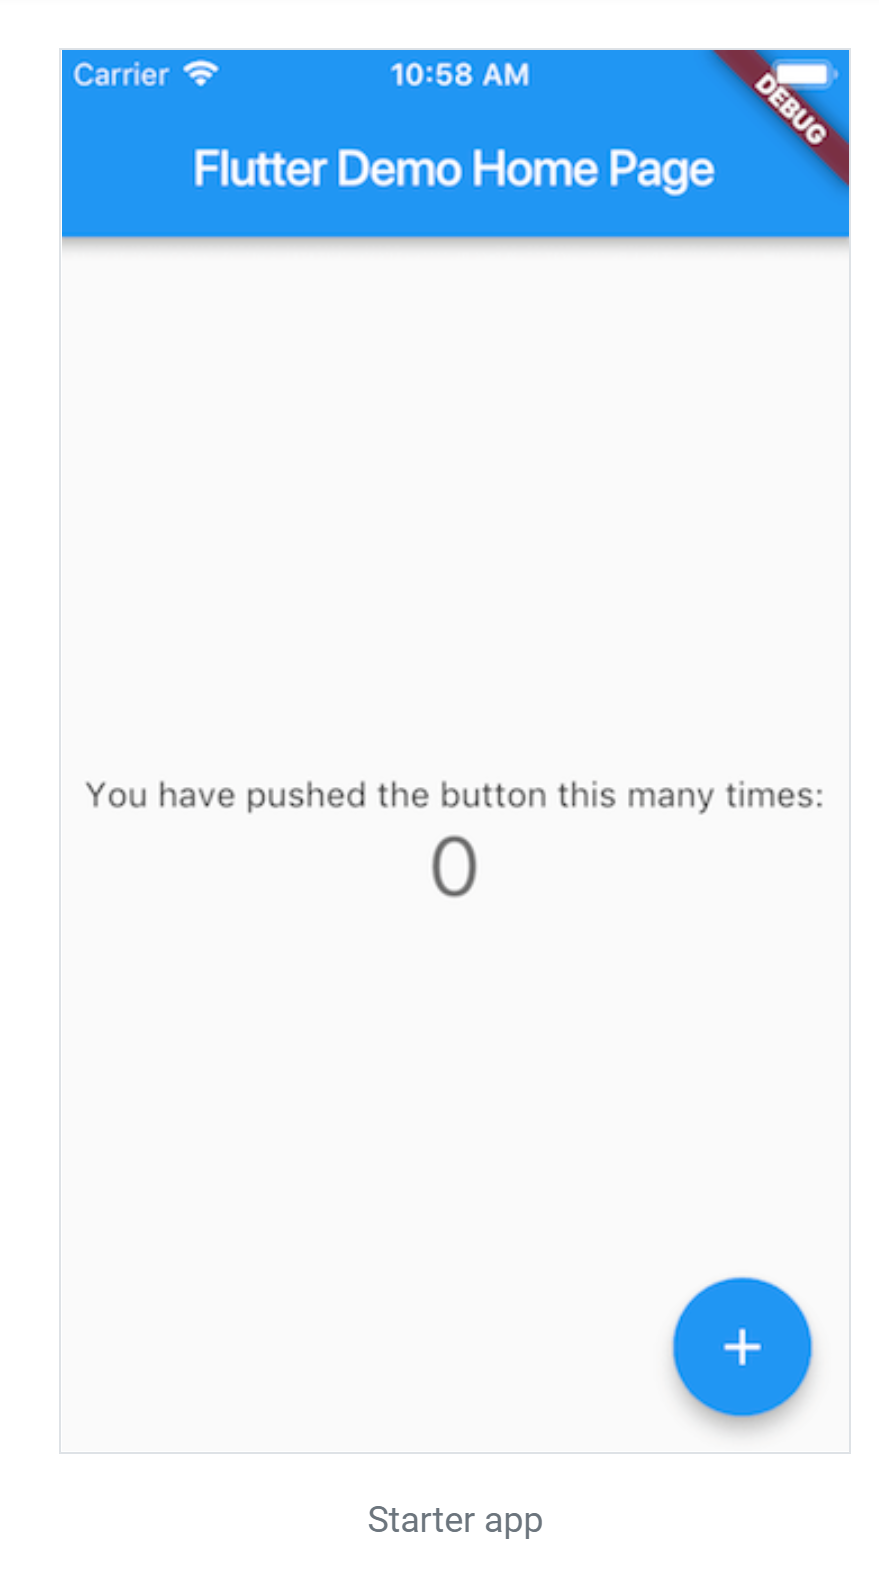 Carrier 10:58 AM
DEBUG
Flutter Demo Home Page
You have pushed the button this many times:
0
+
Starter app